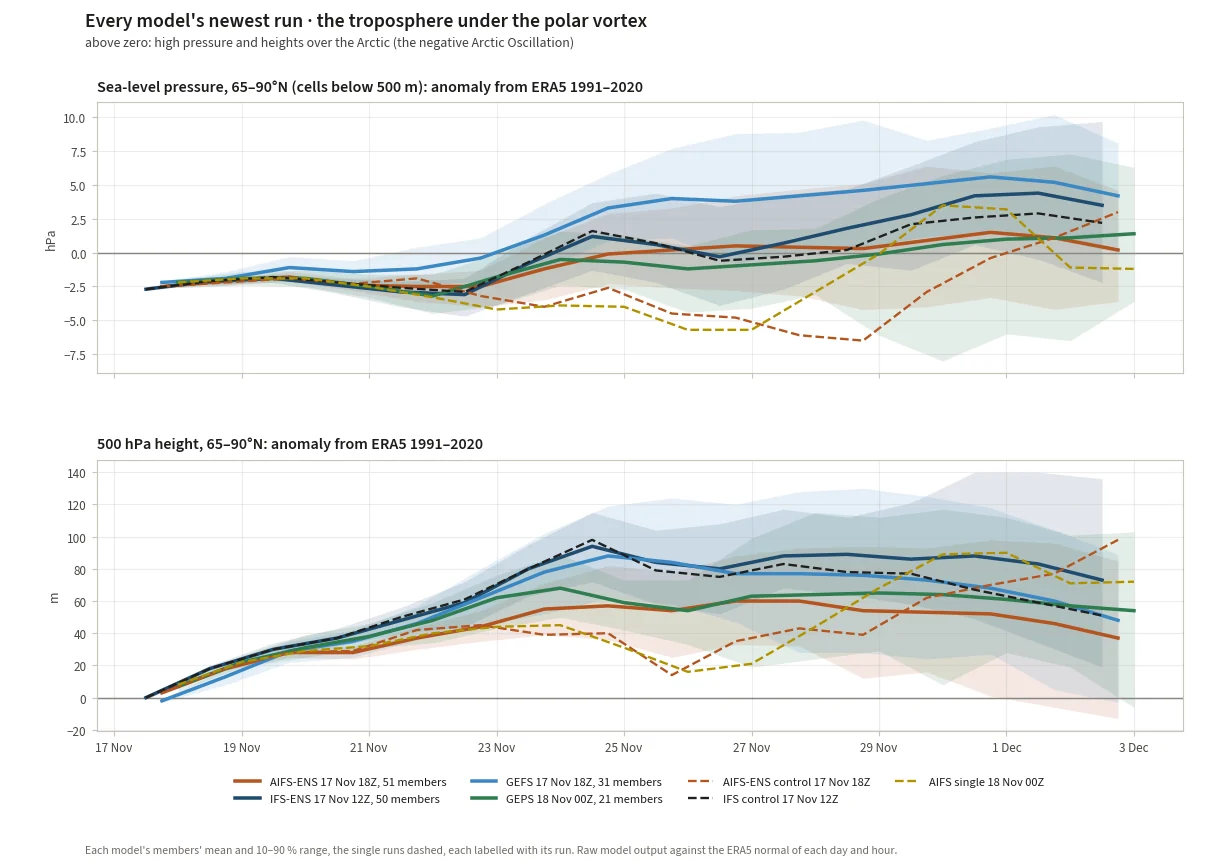 Every model's newest run · the troposphere under the polar vortex
above zero: high pressure and heights over the Arctic (the negative Arctic Oscillation)
Sea-level pressure, 65–90°N (cells below 500 m): anomaly from ERA5 1991–2020
10.0
7.5
5.0
2.5
0.0
−2.5
−5.0
−7.5
hPa
500 hPa height, 65–90°N: anomaly from ERA5 1991–2020
140
120
100
80
60
40
20
0
−20
m
17 Nov 19 Nov 21 Nov 23 Nov 25 Nov 27 Nov 29 Nov 1 Dec 3 Dec
AIFS-ENS 17 Nov 18Z, 51 members GEFS 17 Nov 18Z, 31 members AIFS-ENS control 17 Nov 18Z AIFS single 18 Nov 00Z
IFS-ENS 17 Nov 12Z, 50 members GEPS 18 Nov 00Z, 21 members IFS control 17 Nov 12Z
Each model's members' mean and 10–90 % range, the single runs dashed, each labelled with its run. Raw model output against the ERA5 normal of each day and hour.